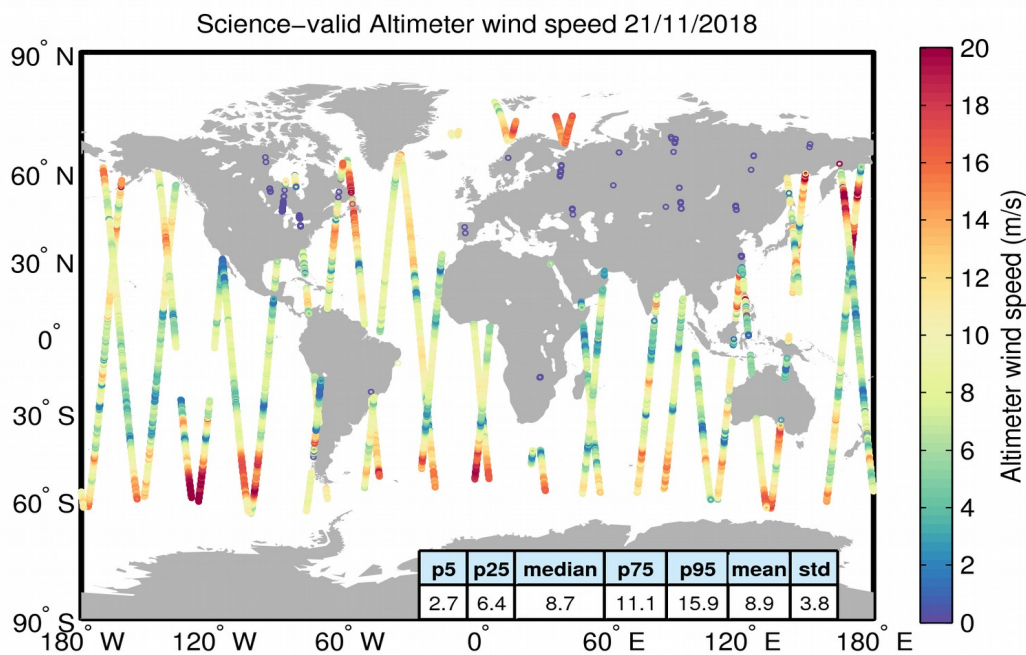 Science-valid Altimeter wind speed 21/11/2018
90° N
60° N
30° N
0°
30° S
60° S
90° S
180° W
120° W
60° W
0°
60° E
120° E
180° E
p5 p25 median p75 p95 mean std
2.7 6.4 8.7 11.1 15.9 8.9 3.8
20
18
16
14
12
10
8
6
4
2
0
Altimeter wind speed (m/s)